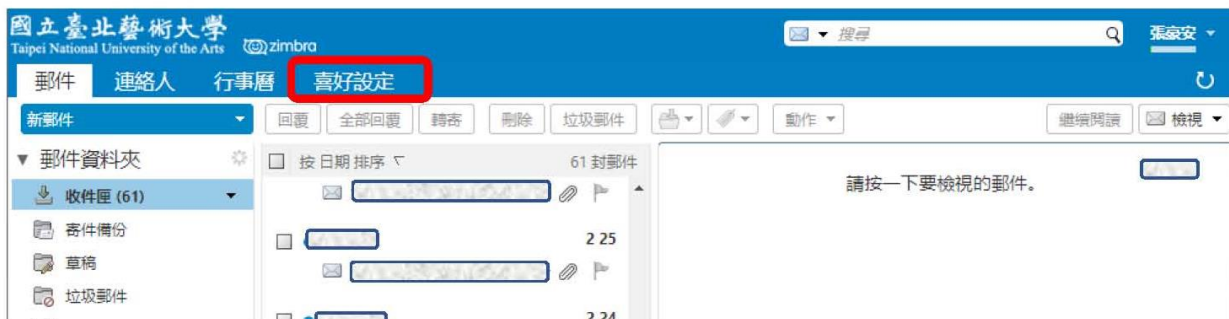 國立臺北藝術大學
Taipei National University of the Arts zimbra
搜尋
張宸安
郵件 連絡人 行事曆 喜好設定
新郵件 回覆 全部回覆 轉寄 刪除 垃圾郵件 動作 繼續閱讀 檢視
郵件資料夾 按 日期 排序 61 封郵件
收件匣 (61)
請按一下要檢視的郵件。
寄件備份
2 25
草稿
垃圾郵件
2 24